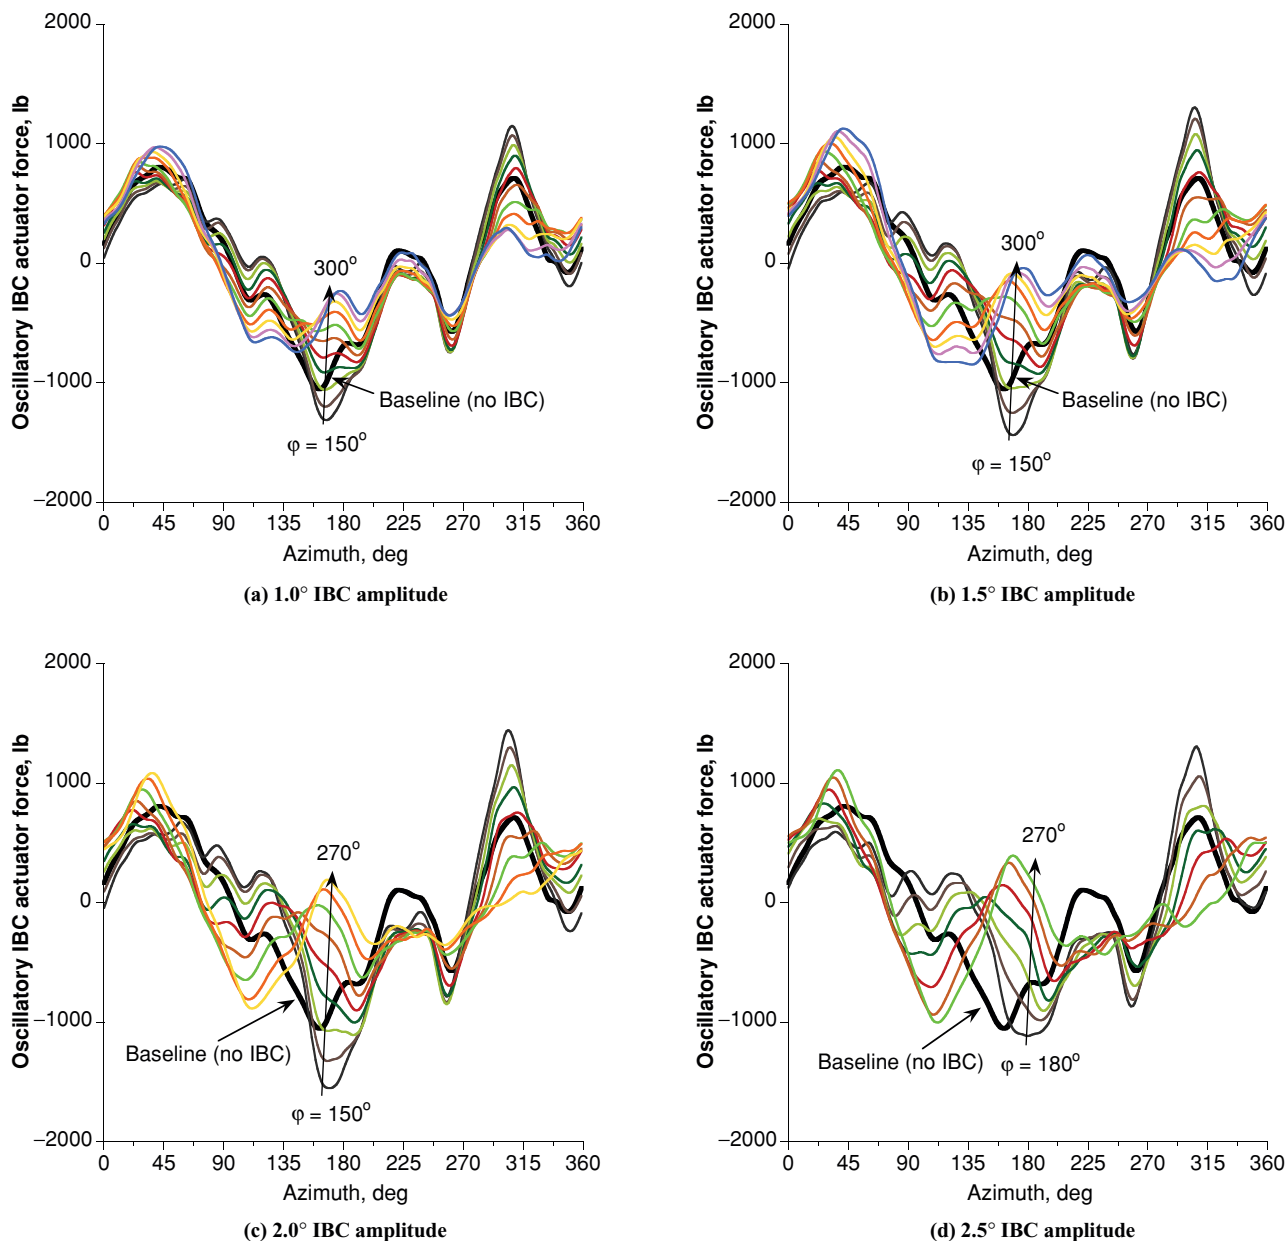 Oscillatory IBC actuator force, lb
2000
1000
0
−1000
−2000
300°
Baseline (no IBC)
φ = 150°
0 45 90 135 180 225 270 315 360
Azimuth, deg
(a) 1.0° IBC amplitude
Oscillatory IBC actuator force, lb
2000
1000
0
−1000
−2000
300°
Baseline (no IBC)
φ = 150°
0 45 90 135 180 225 270 315 360
Azimuth, deg
(b) 1.5° IBC amplitude
Oscillatory IBC actuator force, lb
2000
1000
0
−1000
−2000
270°
Baseline (no IBC)
φ = 150°
0 45 90 135 180 225 270 315 360
Azimuth, deg
(c) 2.0° IBC amplitude
Oscillatory IBC actuator force, lb
2000
1000
0
−1000
−2000
270°
Baseline (no IBC)
φ = 180°
0 45 90 135 180 225 270 315 360
Azimuth, deg
(d) 2.5° IBC amplitude